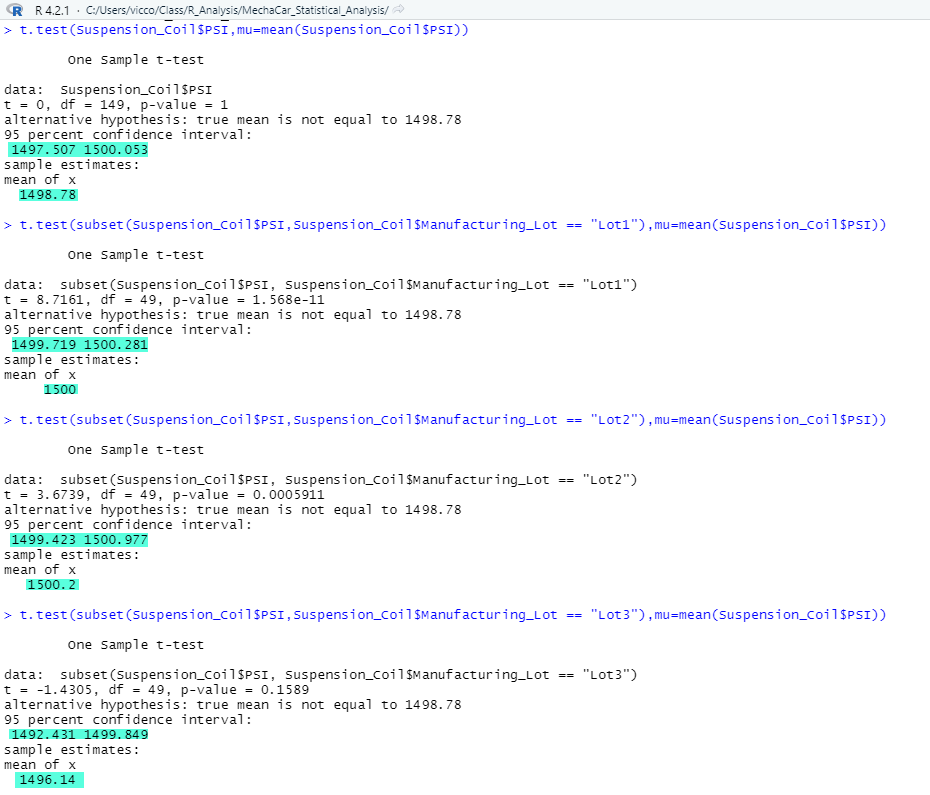 R R 4.2.1 · C:/Users/vicco/Class/R_Analysis/MechaCar_Statistical_Analysis/
> t.test(Suspension_Coil$PSI,mu=mean(Suspension_Coil$PSI))
One Sample t-test
data:  Suspension_Coil$PSI
t = 0, df = 149, p-value = 1
alternative hypothesis: true mean is not equal to 1498.78
95 percent confidence interval:
1497.507 1500.053
sample estimates:
mean of x
1498.78
> t.test(subset(Suspension_Coil$PSI,Suspension_Coil$Manufacturing_Lot == "Lot1"),mu=mean(Suspension_Coil$PSI))
One Sample t-test
data:  subset(Suspension_Coil$PSI, Suspension_Coil$Manufacturing_Lot == "Lot1")
t = 8.7161, df = 49, p-value = 1.568e-11
alternative hypothesis: true mean is not equal to 1498.78
95 percent confidence interval:
1499.719 1500.281
sample estimates:
mean of x
1500
> t.test(subset(Suspension_Coil$PSI,Suspension_Coil$Manufacturing_Lot == "Lot2"),mu=mean(Suspension_Coil$PSI))
One Sample t-test
data:  subset(Suspension_Coil$PSI, Suspension_Coil$Manufacturing_Lot == "Lot2")
t = 3.6739, df = 49, p-value = 0.0005911
alternative hypothesis: true mean is not equal to 1498.78
95 percent confidence interval:
1499.423 1500.977
sample estimates:
mean of x
1500.2
> t.test(subset(Suspension_Coil$PSI,Suspension_Coil$Manufacturing_Lot == "Lot3"),mu=mean(Suspension_Coil$PSI))
One Sample t-test
data:  subset(Suspension_Coil$PSI, Suspension_Coil$Manufacturing_Lot == "Lot3")
t = -1.4305, df = 49, p-value = 0.1589
alternative hypothesis: true mean is not equal to 1498.78
95 percent confidence interval:
1492.431 1499.849
sample estimates:
mean of x
1496.14